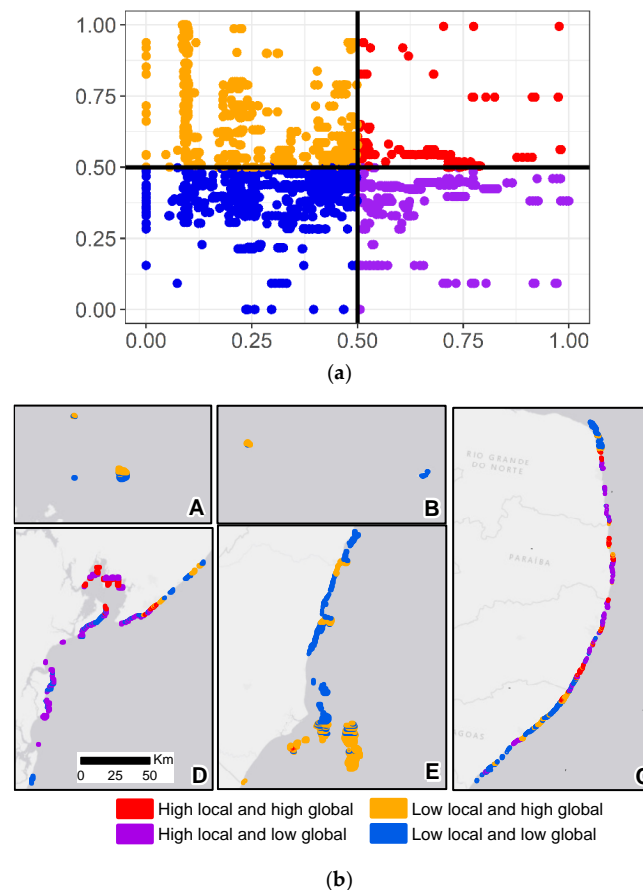 (a)
1.00
0.75
0.50
0.25
0.00
0.00 0.25 0.50 0.75 1.00
(a)
A
B
RIO GRANDE
DO NORTE
PARAÍBA
AGOAS
C
Km
0 25 50
D
E
High local and high global
Low local and high global
High local and low global
Low local and low global
(b)